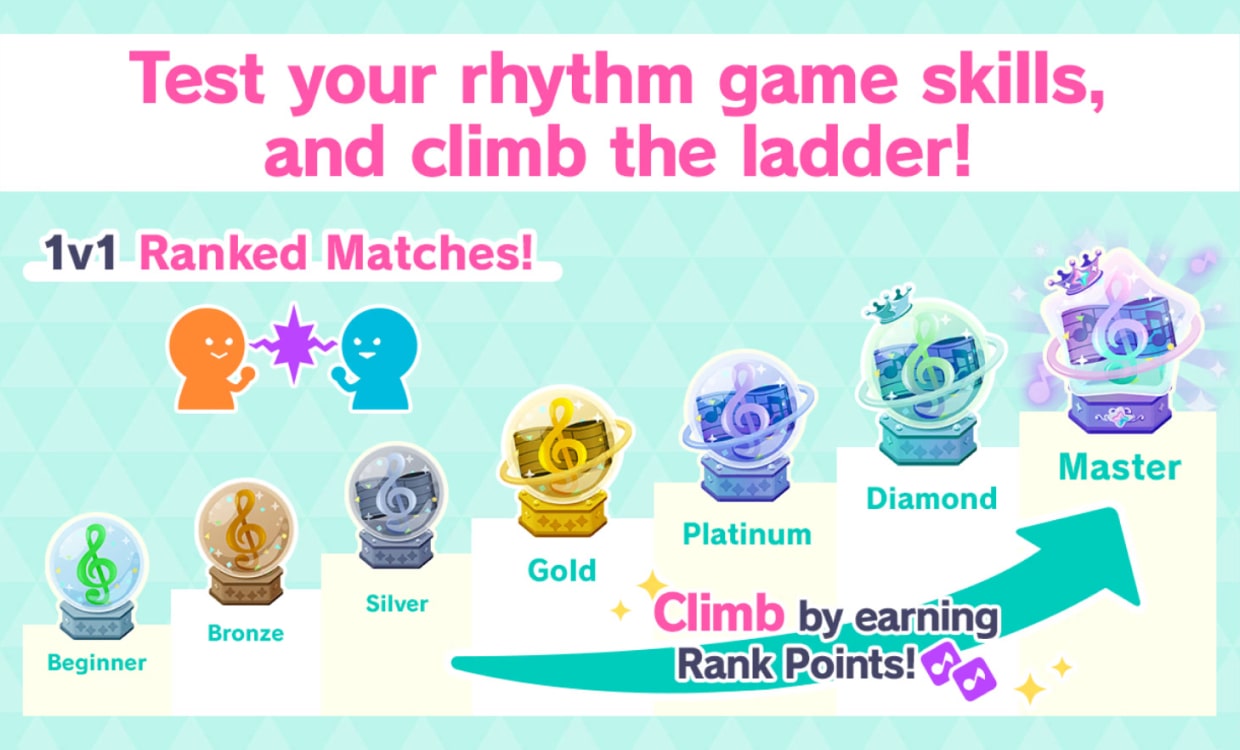 Test your rhythm game skills,
and climb the ladder!
1v1 Ranked Matches!
Beginner
Bronze
Silver
Gold
Platinum
Diamond
Master
Climb by earning
Rank Points!